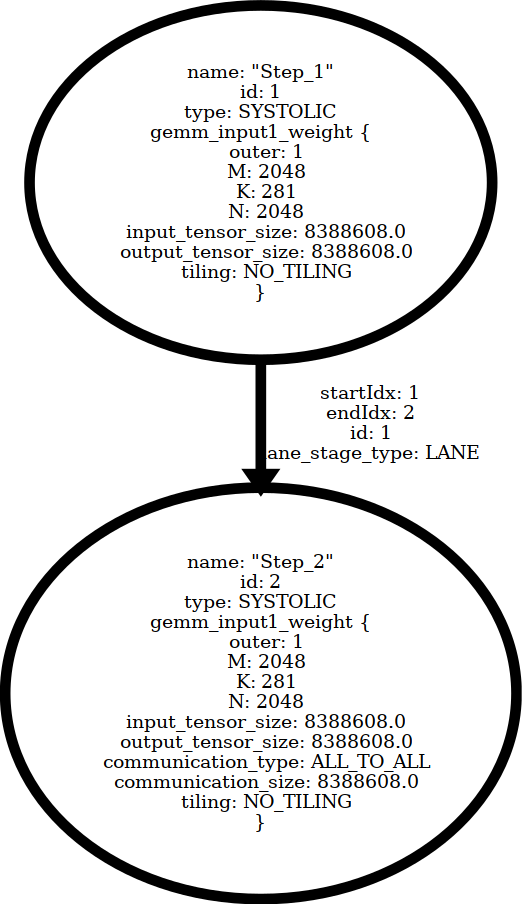 name: "Step_1"
id: 1
type: SYSTOLIC
gemm_input1_weight {
outer: 1
M: 2048
K: 281
N: 2048
input_tensor_size: 8388608.0
output_tensor_size: 8388608.0
tiling: NO_TILING
}
startIdx: 1
endIdx: 2
id: 1
ane_stage_type: LANE
name: "Step_2"
id: 2
type: SYSTOLIC
gemm_input1_weight {
outer: 1
M: 2048
K: 281
N: 2048
input_tensor_size: 8388608.0
output_tensor_size: 8388608.0
communication_type: ALL_TO_ALL
communication_size: 8388608.0
tiling: NO_TILING
}